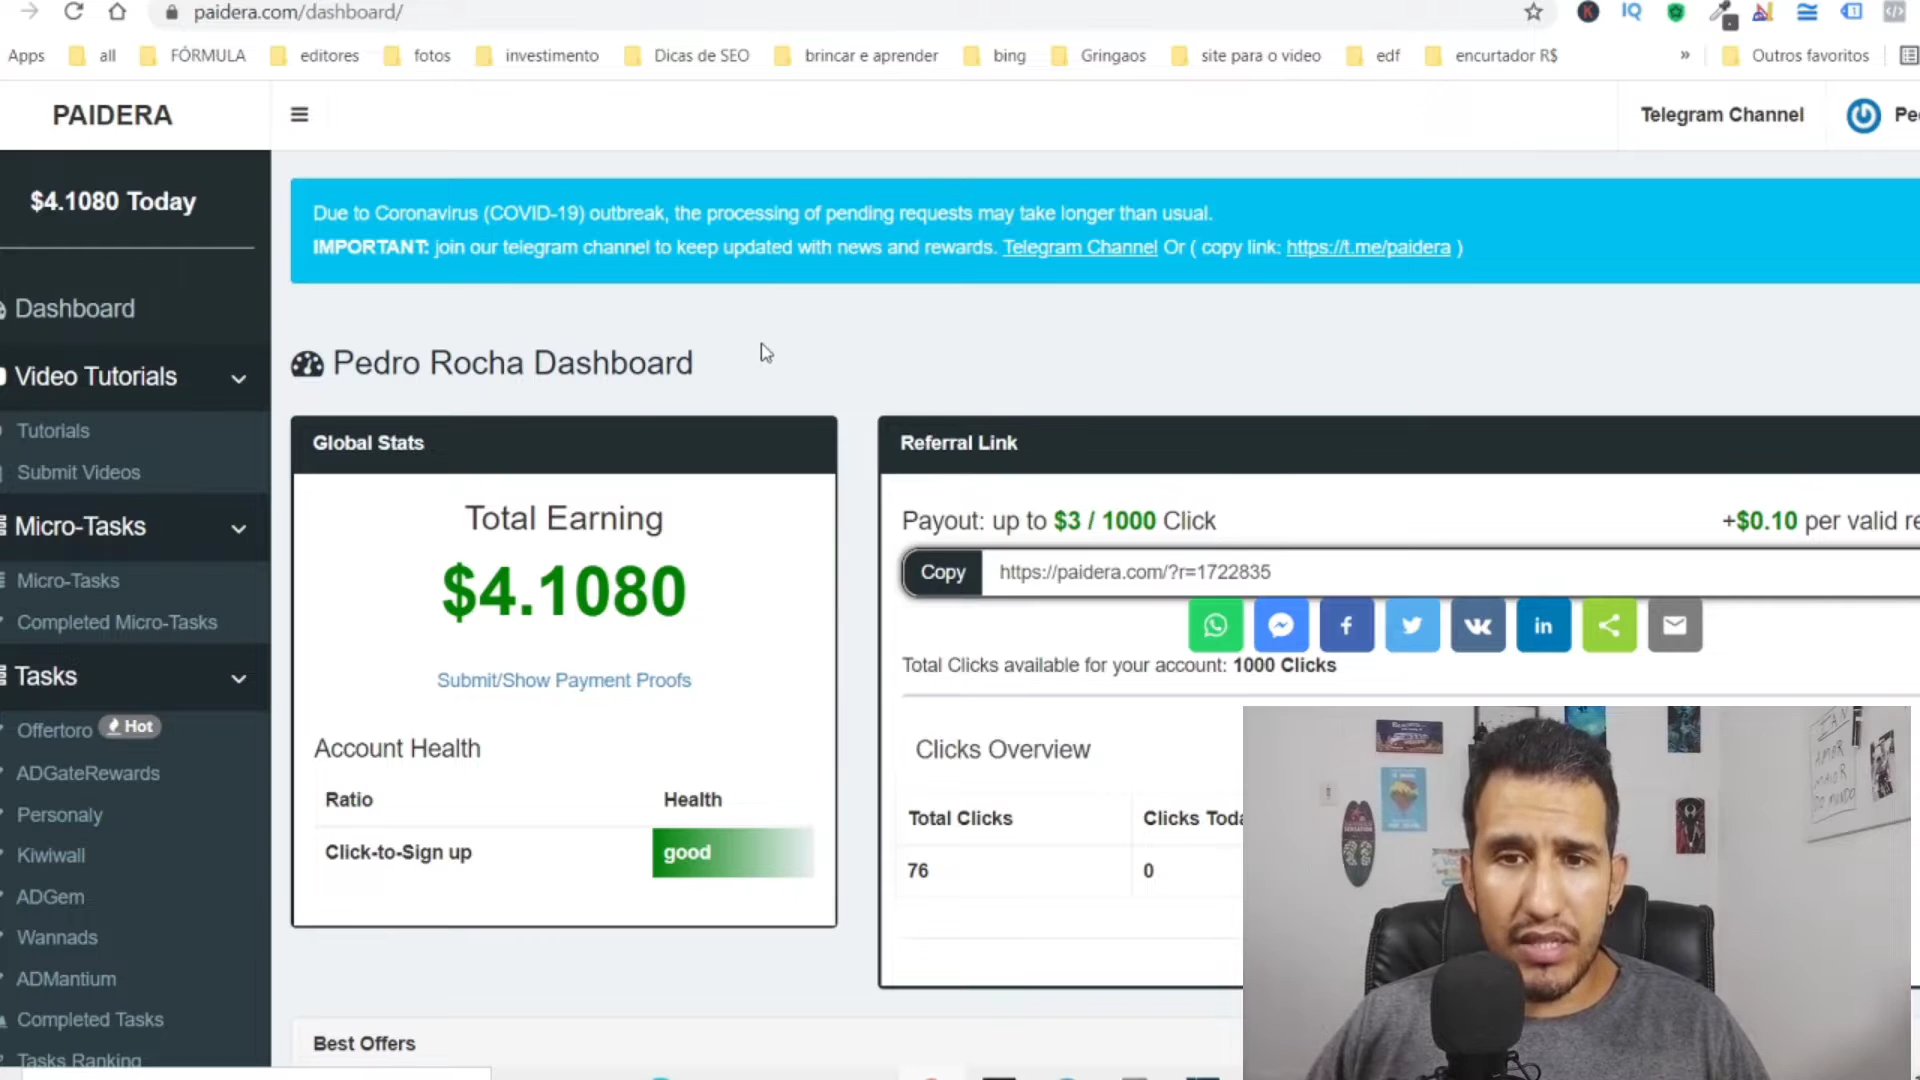 paidera.com/dashboard/
Apps all FÓRMULA editores fotos investimento Dicas de SEO brincar e aprender bing Gringaos site para o video edf encurtador R$ » Outros favoritos
PAIDERA
Telegram Channel
$4.1080 Today
Due to Coronavirus (COVID-19) outbreak, the processing of pending requests may take longer than usual.
IMPORTANT: join our telegram channel to keep updated with news and rewards. Telegram Channel Or ( copy link: https://t.me/paidera )
Dashboard
Video Tutorials
Tutorials
Submit Videos
Micro-Tasks
Micro-Tasks
Completed Micro-Tasks
Tasks
Offertoro Hot
ADGateRewards
Personaly
Kiwiwall
ADGem
Wannads
ADMantium
Completed Tasks
Tasks Ranking
Pedro Rocha Dashboard
Global Stats
Total Earning
$4.1080
Submit/Show Payment Proofs
Account Health
Ratio Health
Click-to-Sign up good
Referral Link
Payout: up to $3 / 1000 Click
+$0.10 per valid re
Copy https://paidera.com/?r=1722835
Total Clicks available for your account: 1000 Clicks
Clicks Overview
Total Clicks Clicks Toda
76 0
Best Offers
AMOR
MAIOR
DO MUNDO